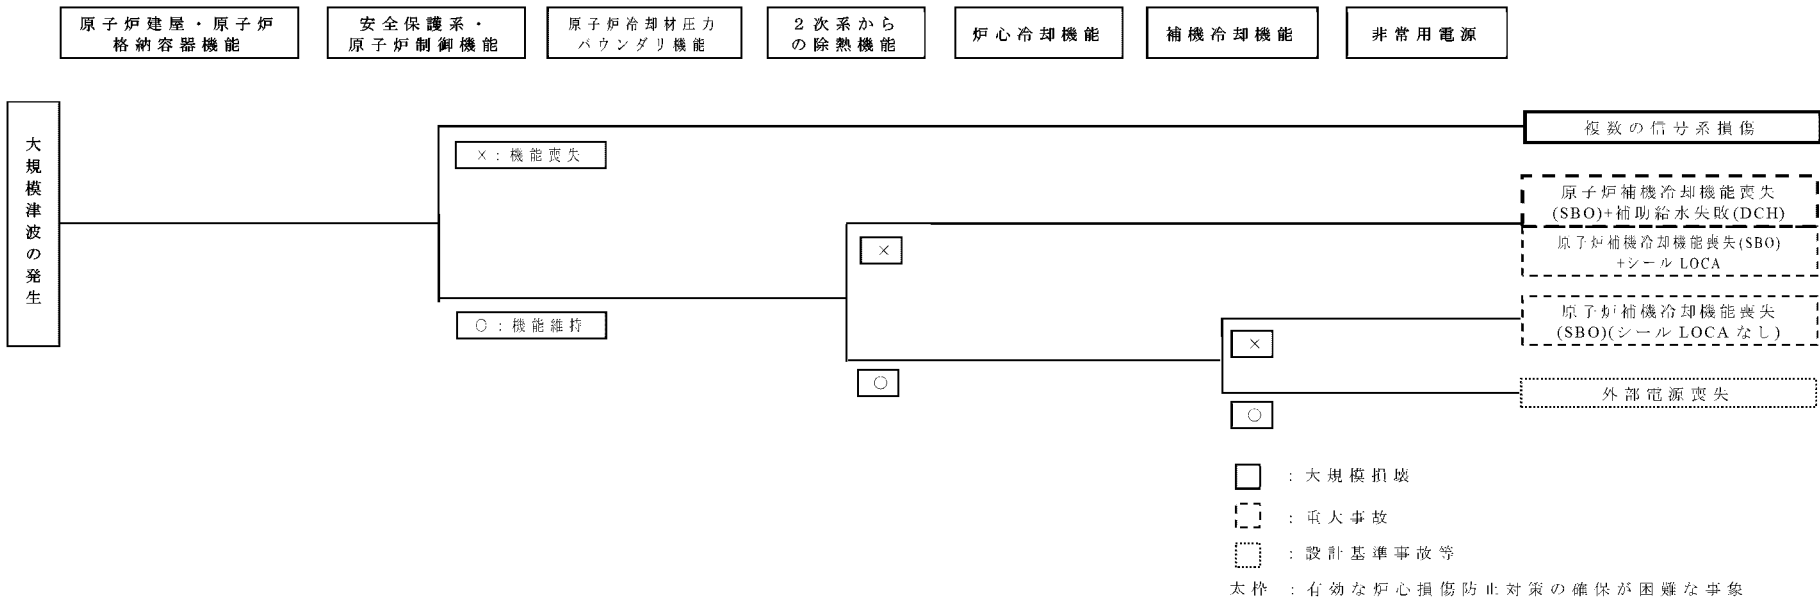 原子炉建屋・原子炉
格納容器機能
安全保護系・
原子炉制御機能
原子炉冷却材圧力
バウンダリ機能
2次系から
の除熱機能
炉心冷却機能
補機冷却機能
非常用電源
大規模津波の発生
×：機能喪失
○：機能維持
×
○
×
○
複数の信号系損傷
原子炉補機冷却機能喪失
(SBO)+補助給水失敗(DCH)
原子炉補機冷却機能喪失(SBO)
+シール LOCA
原子炉補機冷却機能喪失
(SBO)(シール LOCA なし)
外部電源喪失
：大規模損壊
：重大事故
：設計基準事故等
太枠 ：有効な炉心損傷防止対策の確保が困難な事象